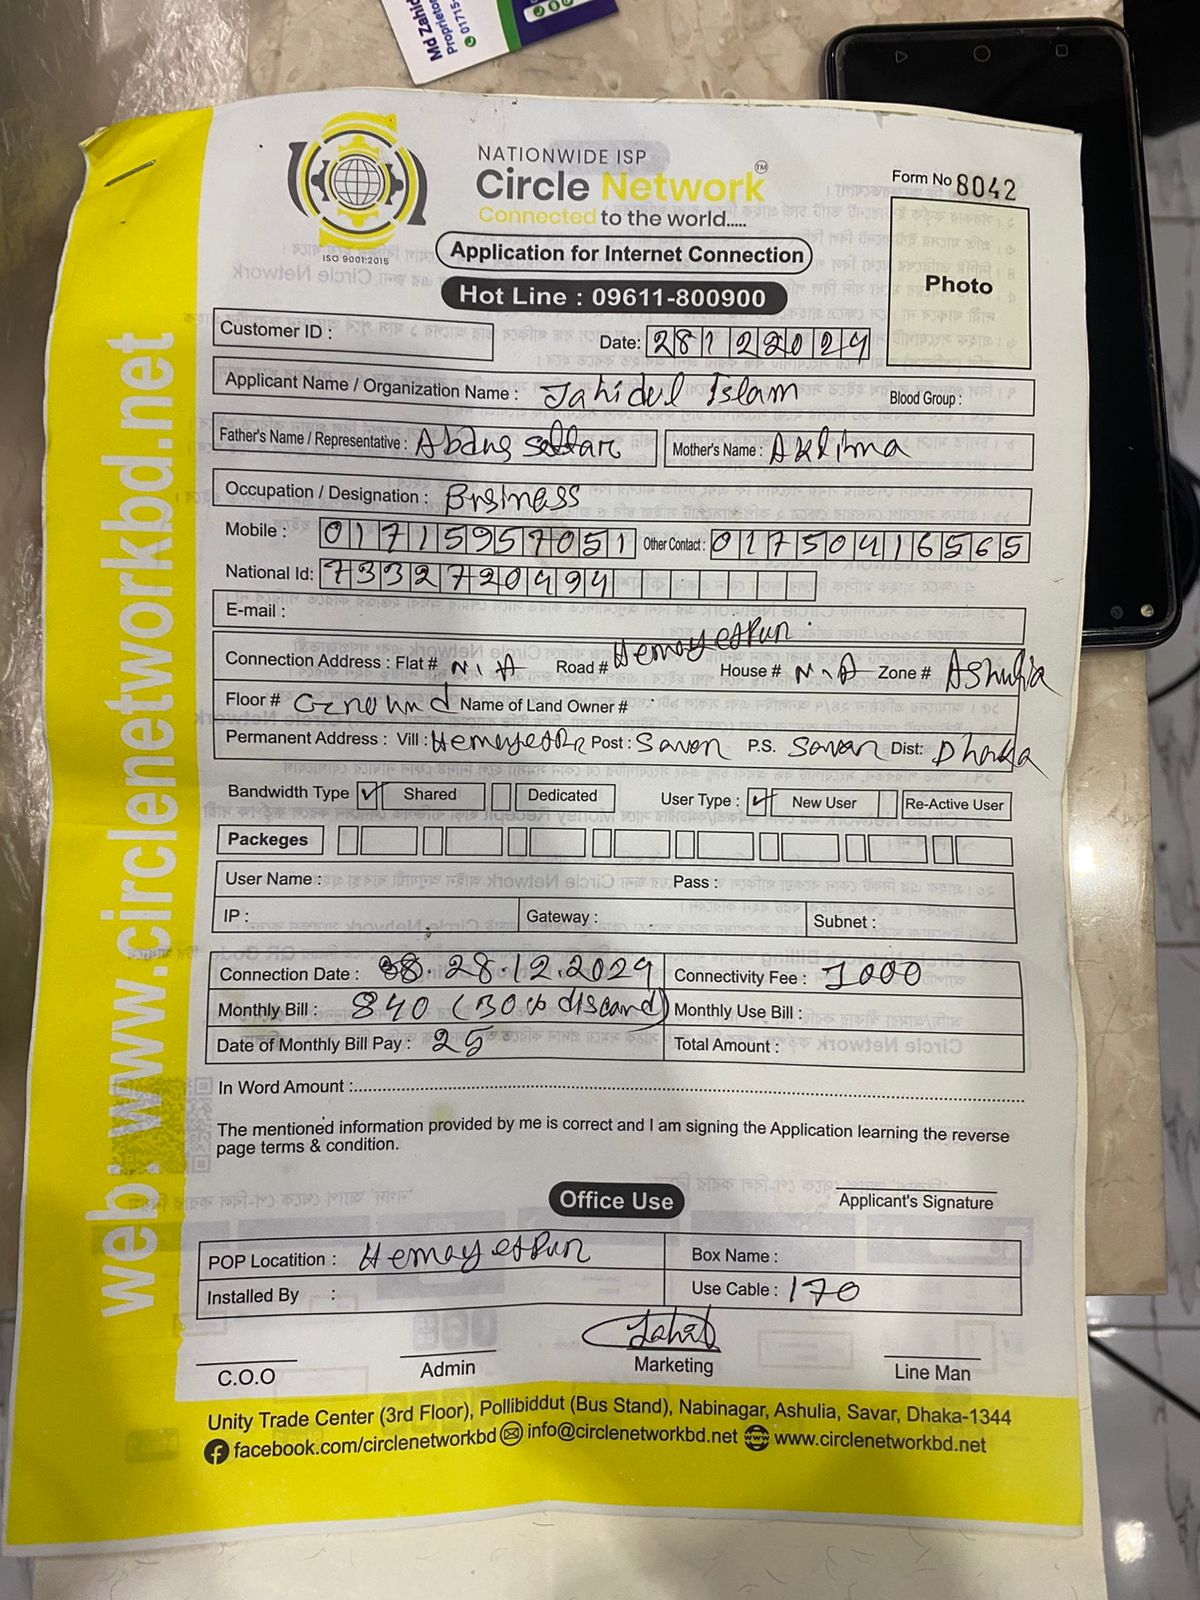 Md Zahid
Proprietor
01715-
NATIONWIDE ISP
Circle Network™
Connected to the world.....
ISO 9001:2015
Form No 8042
Application for Internet Connection
Photo
Hot Line : 09611-800900
Customer ID :
Date: 28122024
Applicant Name / Organization Name : Jahidul Islam Blood Group :
Father's Name / Representative : Abdus sattar Mother's Name : Aklima
Occupation / Designation : Business
Mobile : 01715957051 Other Contact : 01750416565
National Id: 7332720494
E-mail :
Connection Address : Flat # N.A Road # Hemayetpur House # N.A Zone # Ashulia
Floor # Ground Name of Land Owner #
Permanent Address : Vill : Post : Savar P.S. Savar Dist: Dhaka
Bandwidth Type ✓ Shared Dedicated User Type : ✓ New User Re-Active User
Packeges
User Name : Pass :
IP : Gateway : Subnet :
Connection Date : 28.12.2024 Connectivity Fee : 1000
Monthly Bill : 840 (30% discand) Monthly Use Bill :
Date of Monthly Bill Pay : 25 Total Amount :
In Word Amount :
The mentioned information provided by me is correct and I am signing the Application learning the reverse
page terms & condition.
Office Use
Applicant's Signature
POP Locatition : Hemayetpur Box Name :
Installed By : Use Cable : 170
Jahid
C.O.O Admin Marketing Line Man
Unity Trade Center (3rd Floor), Pollibiddut (Bus Stand), Nabinagar, Ashulia, Savar, Dhaka-1344
facebook.com/circlenetworkbd info@circlenetworkbd.net www.circlenetworkbd.net
web: www.circlenetworkbd.net